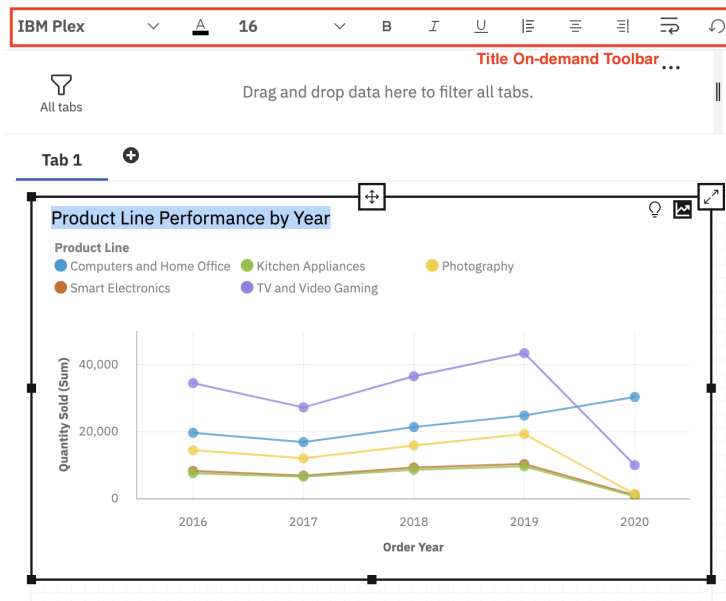 IBM Plex A 16 B I U
Title On-demand Toolbar
All tabs
Drag and drop data here to filter all tabs.
Tab 1
Product Line Performance by Year
Product Line
Computers and Home Office Kitchen Appliances Photography
Smart Electronics TV and Video Gaming
Quantity Sold (Sum)
40,000
20,000
0
2016 2017 2018 2019 2020
Order Year